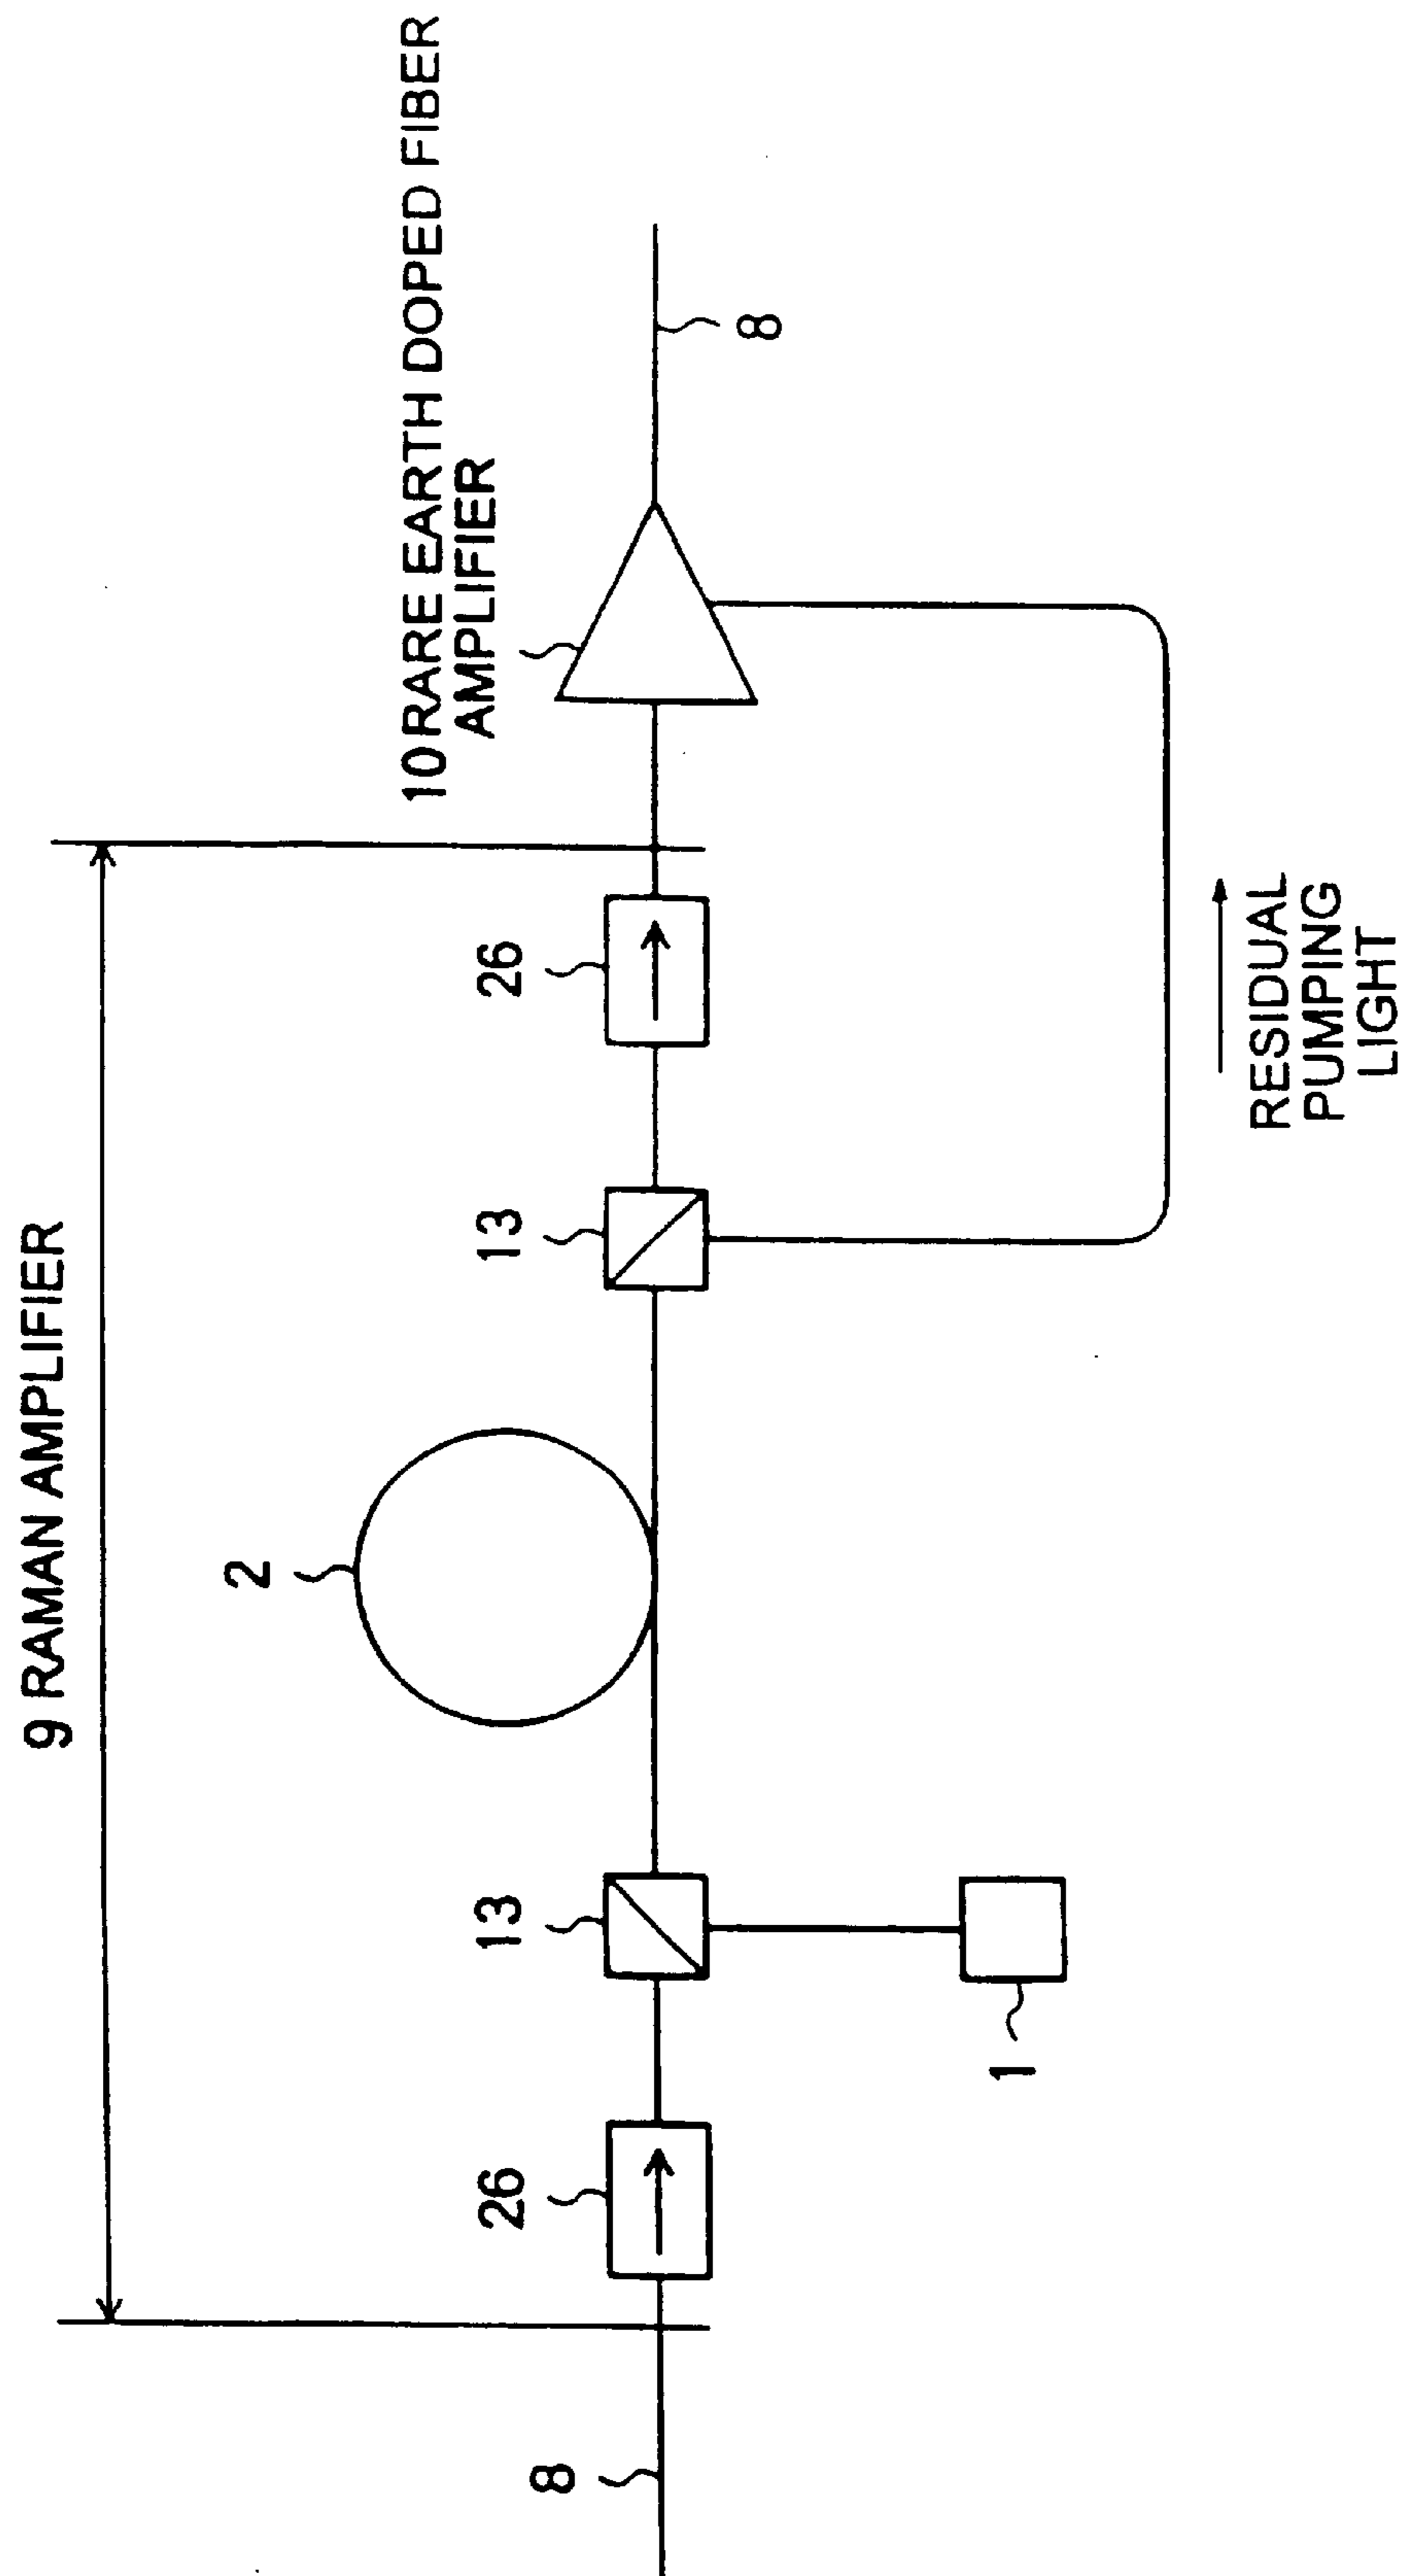 9 RAMAN AMPLIFIER
10 RARE EARTH DOPED FIBER
AMPLIFIER
2
8
26
13
13
26
8
1
RESIDUAL
PUMPING
LIGHT